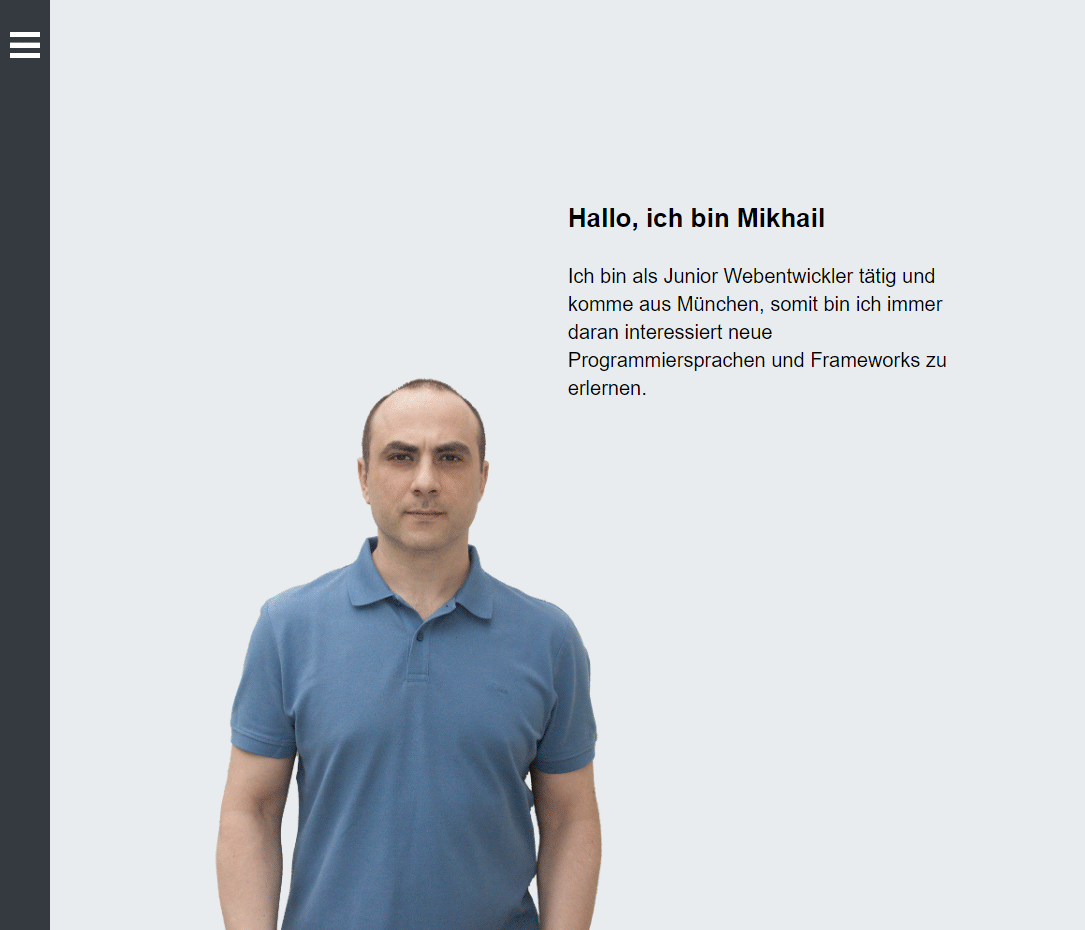 Hallo, ich bin Mikhail
Ich bin als Junior Webentwickler tätig und
komme aus München, somit bin ich immer
daran interessiert neue
Programmiersprachen und Frameworks zu
erlernen.